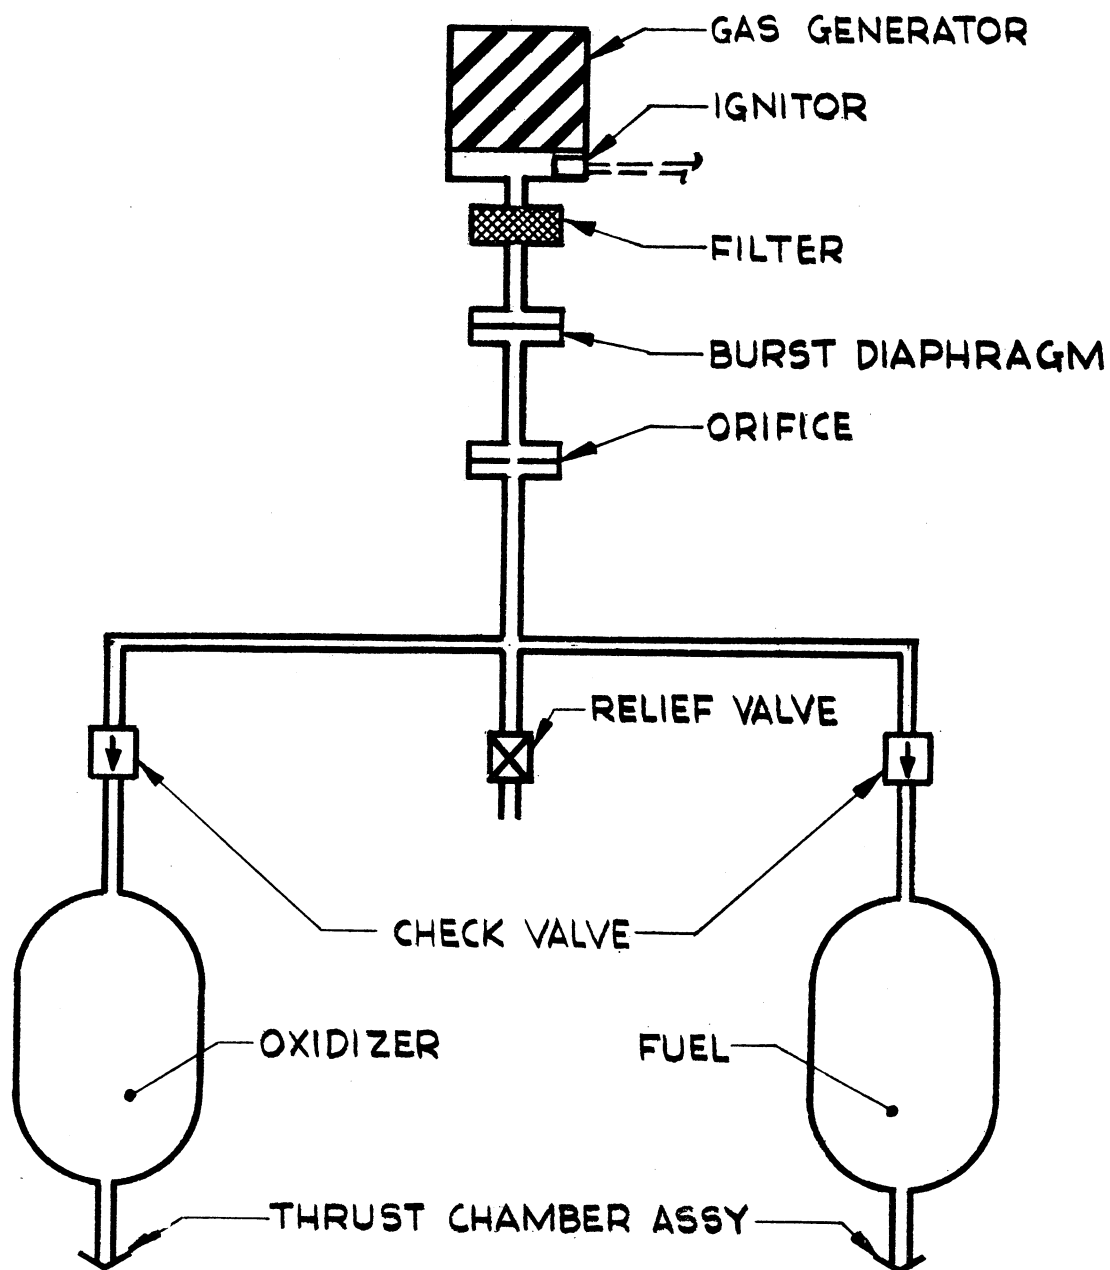 GAS GENERATOR
IGNITOR
FILTER
BURST DIAPHRAGM
ORIFICE
RELIEF VALVE
CHECK VALVE
OXIDIZER
FUEL
THRUST CHAMBER ASSY